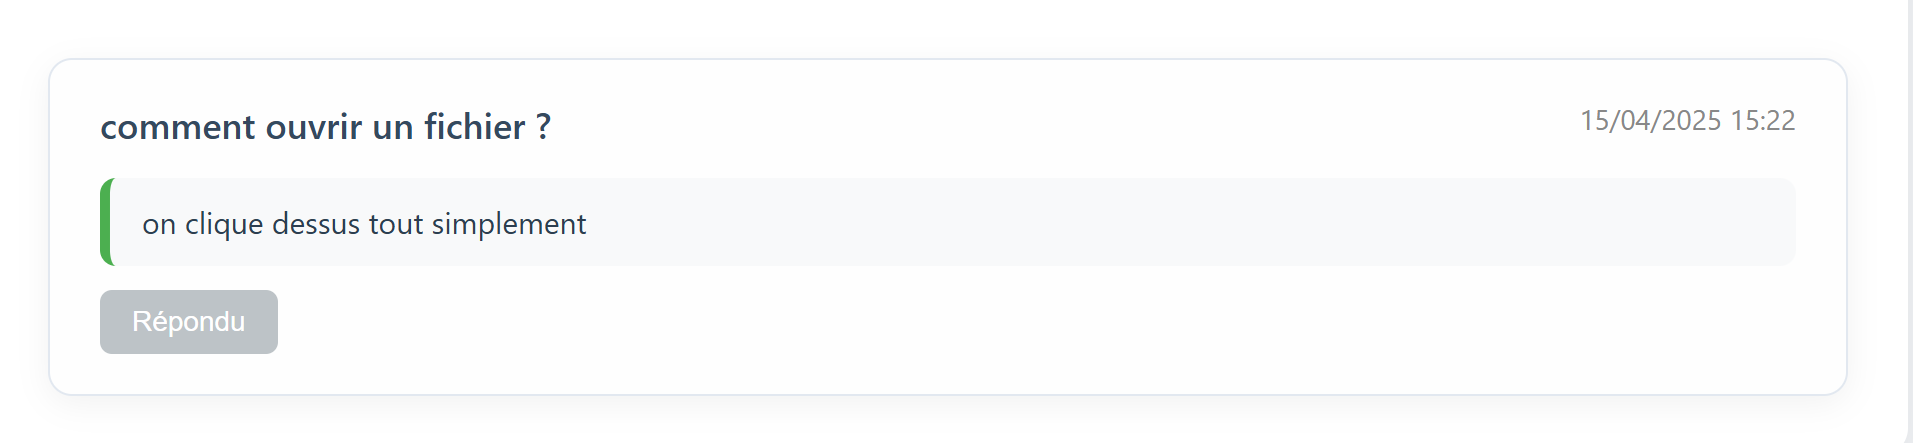 comment ouvrir un fichier ?
15/04/2025 15:22
on clique dessus tout simplement
Répondu